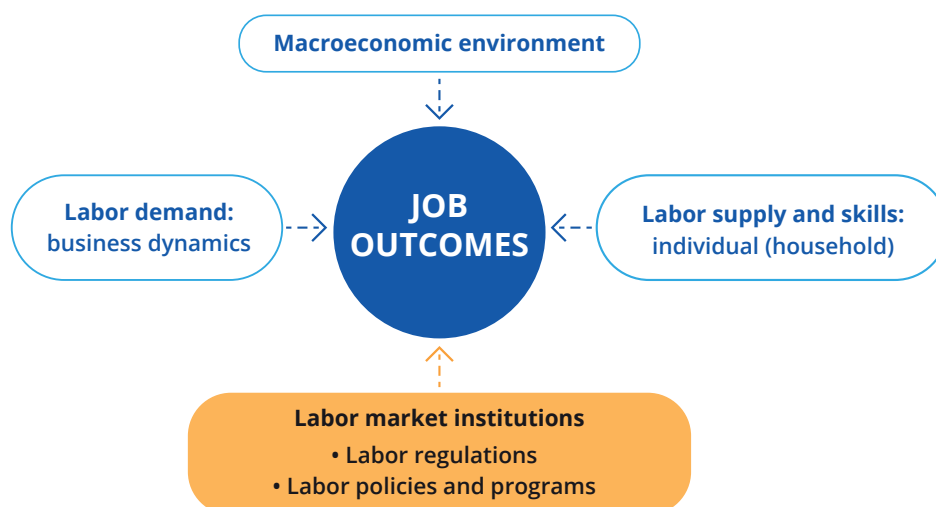 Macroeconomic environment
Labor demand:
business dynamics
JOB
OUTCOMES
Labor supply and skills:
individual (household)
Labor market institutions
• Labor regulations
• Labor policies and programs